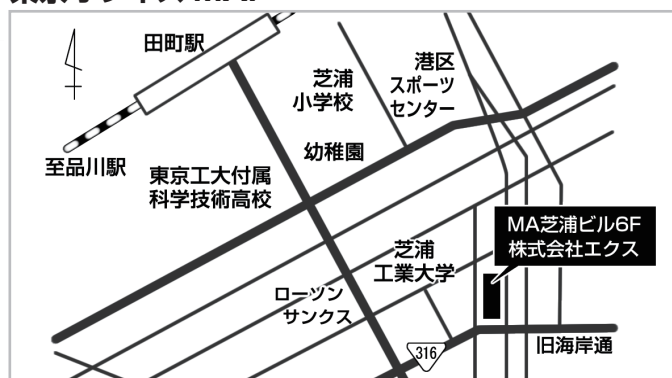 田町駅
港区
スポーツ
センター
芝浦
小学校
幼稚園
至品川駅
東京工大付属
科学技術高校
MA芝浦ビル6F
株式会社エクス
芝浦
工業大学
ローソン
サンクス
316
旧海岸通